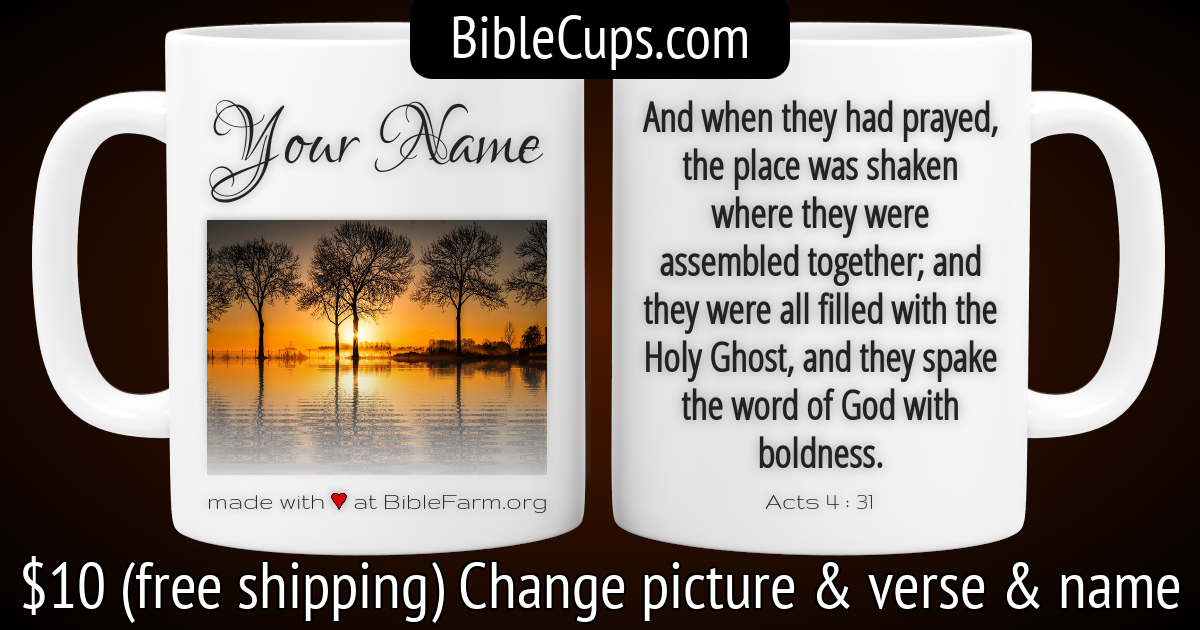 BibleCups.com
Your Name
made with ♥ at BibleFarm.org
And when they had prayed,
the place was shaken
where they were
assembled together; and
they were all filled with the
Holy Ghost, and they spake
the word of God with
boldness.
Acts 4 : 31
$10 (free shipping) Change picture & verse & name